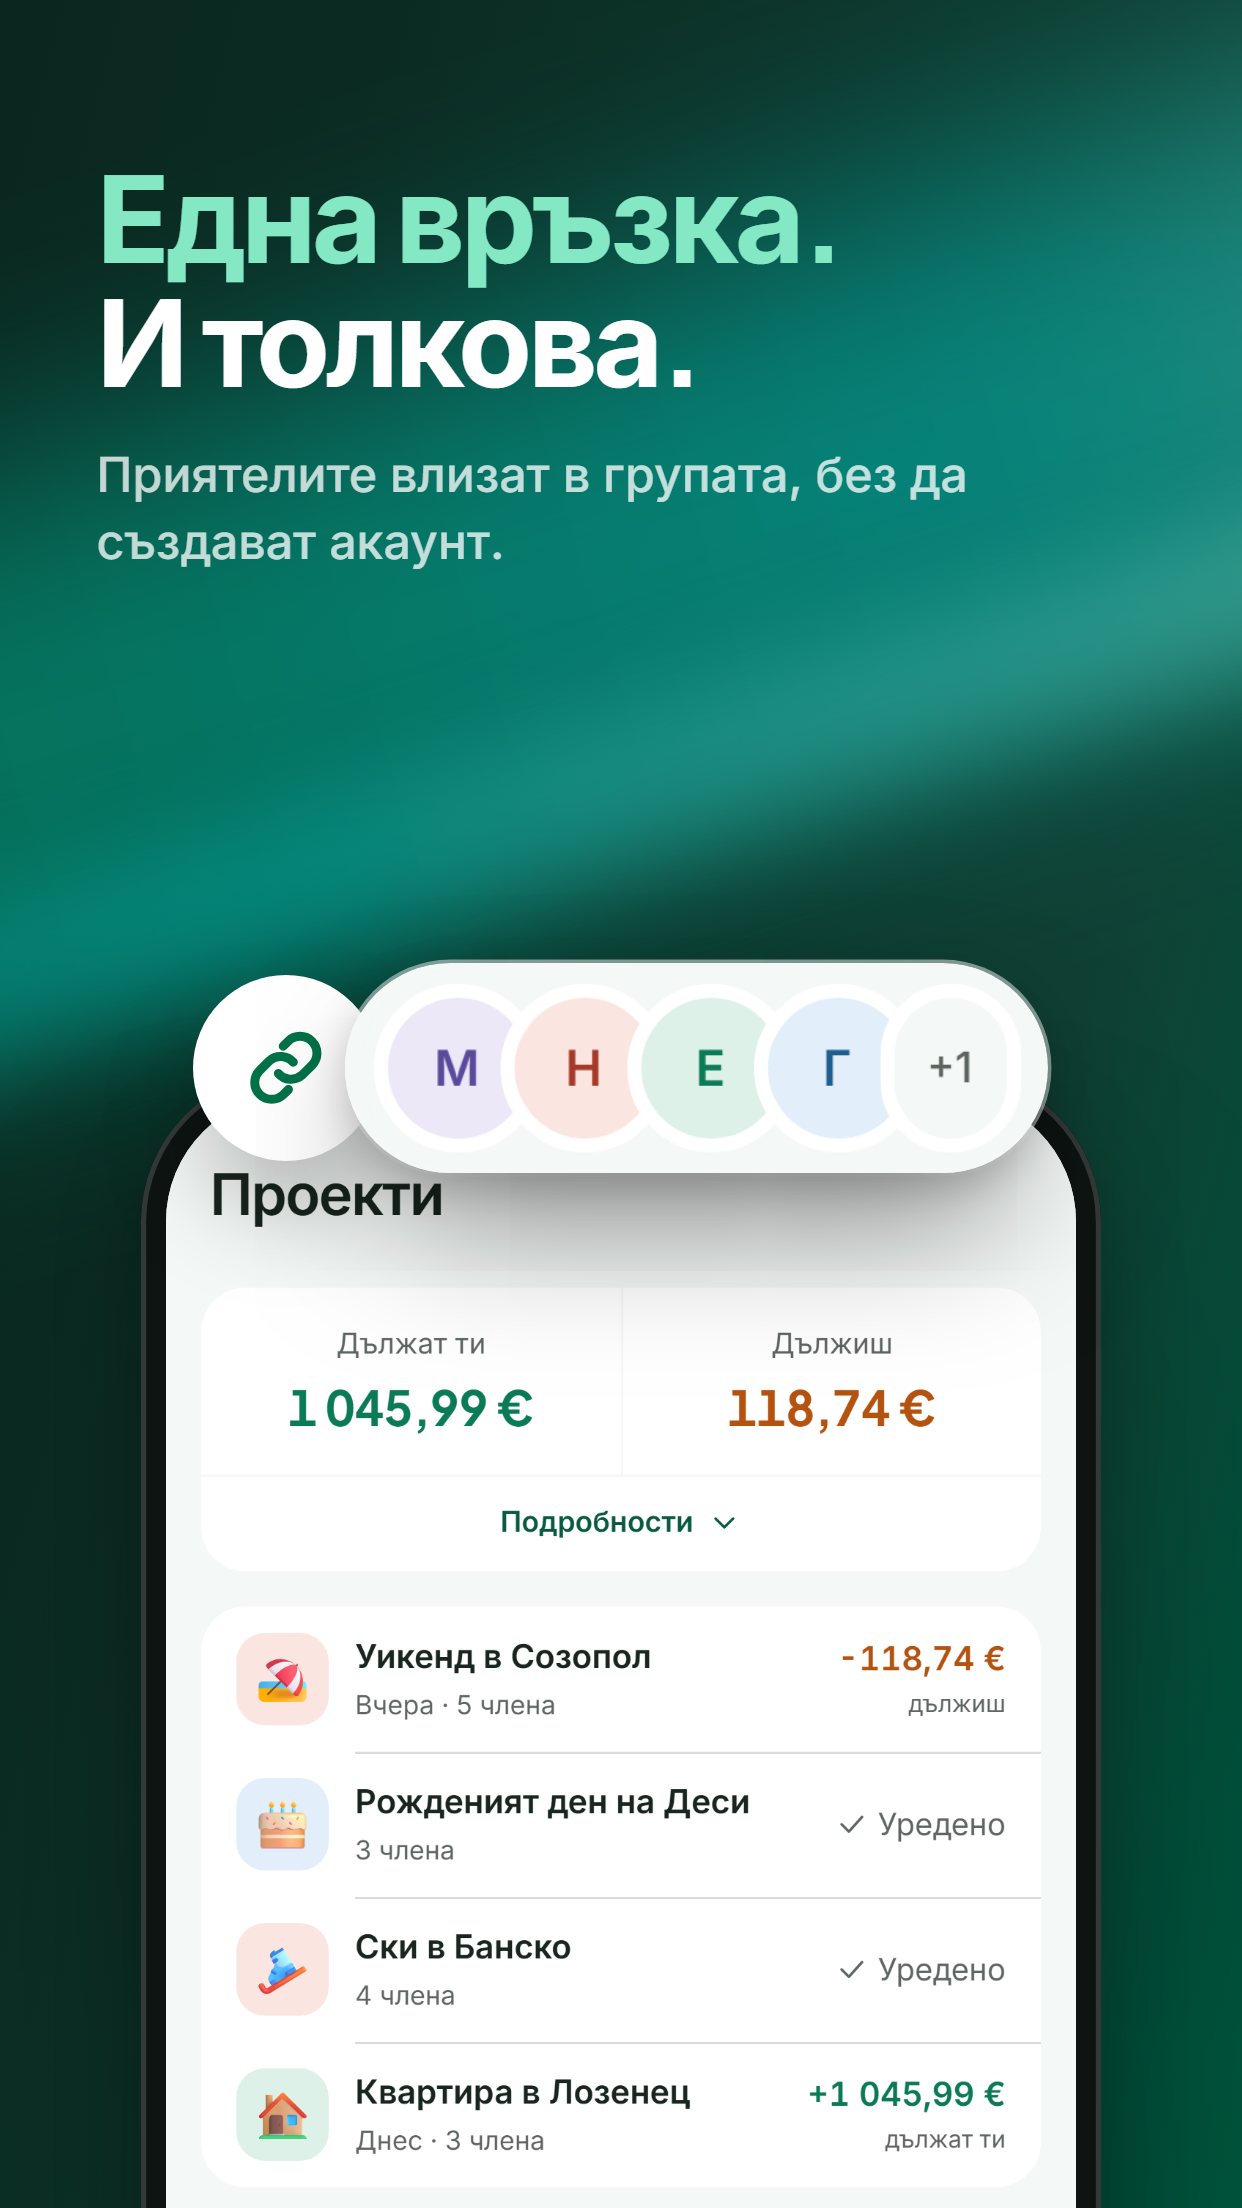 Една връзка.
И толкова.
Приятелите влизат в групата, без да
създават акаунт.
М Н Е Г +1
Проекти
Дължат ти Дължиш
1 045,99 € 118,74 €
Подробности
Уикенд в Созопол -118,74 €
Вчера · 5 члена дължиш
Рожденият ден на Деси
3 члена Уредено
Ски в Банско
4 члена Уредено
Квартира в Лозенец +1 045,99 €
Днес · 3 члена дължат ти